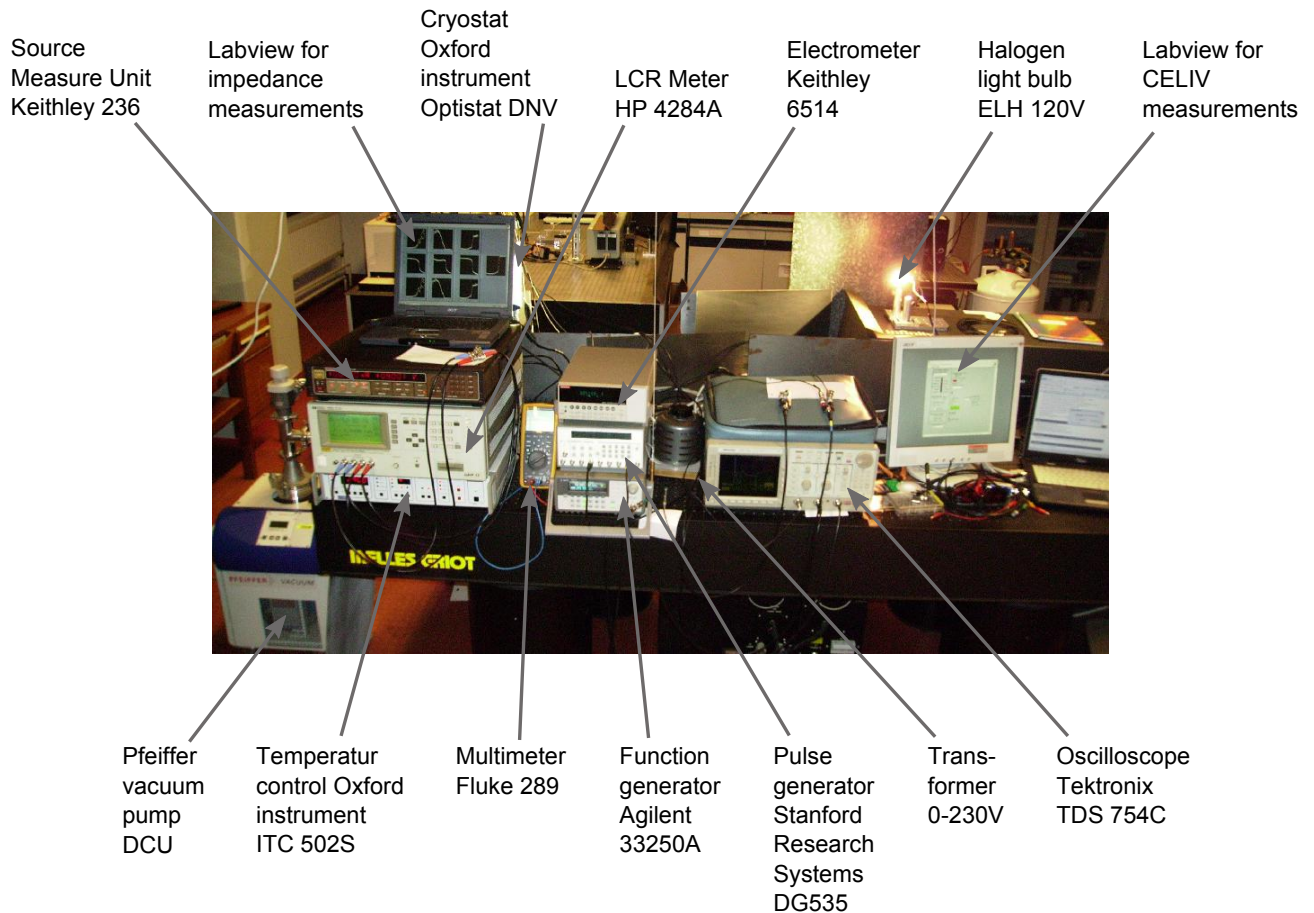 Source
Measure Unit
Keithley 236
Labview for
impedance
measurements
Cryostat
Oxford
instrument
Optistat DNV
LCR Meter
HP 4284A
Electrometer
Keithley
6514
Halogen
light bulb
ELH 120V
Labview for
CELIV
measurements
MELLES GRIOT
PFEIFFER VACUUM
Pfeiffer
vacuum
pump
DCU
Temperatur
control Oxford
instrument
ITC 502S
Multimeter
Fluke 289
Function
generator
Agilent
33250A
Pulse
generator
Stanford
Research
Systems
DG535
Trans-
former
0-230V
Oscilloscope
Tektronix
TDS 754C